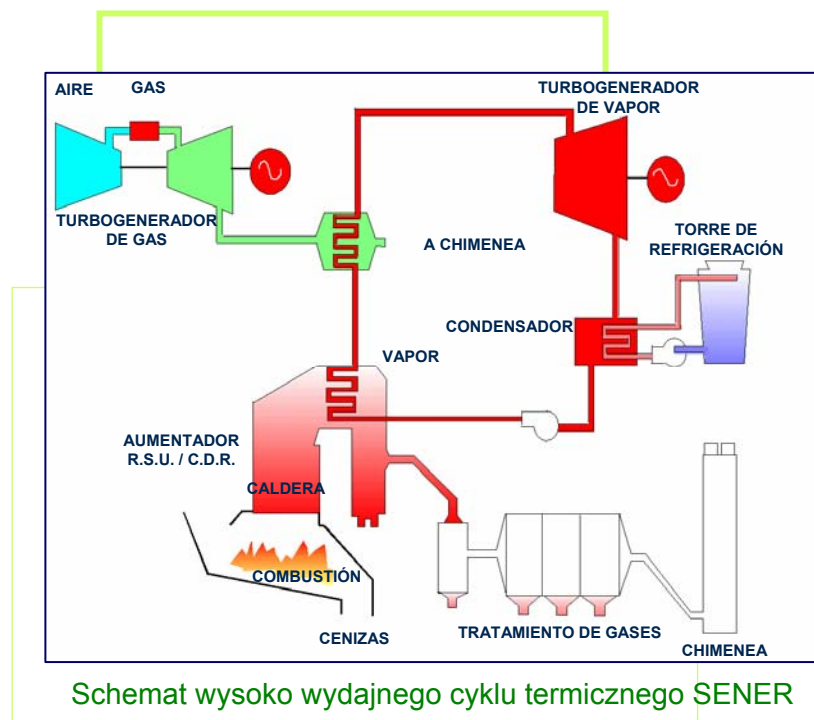 AIRE
GAS
TURBOGENERADOR
DE VAPOR
TURBOGENERADOR
DE GAS
A CHIMENEA
TORRE DE
REFRIGERACIÓN
CONDENSADOR
VAPOR
AUMENTADOR
R.S.U. / C.D.R.
CALDERA
COMBUSTIÓN
CENIZAS
TRATAMIENTO DE GASES
CHIMENEA
Schemat wysoko wydajnego cyklu termicznego SENER